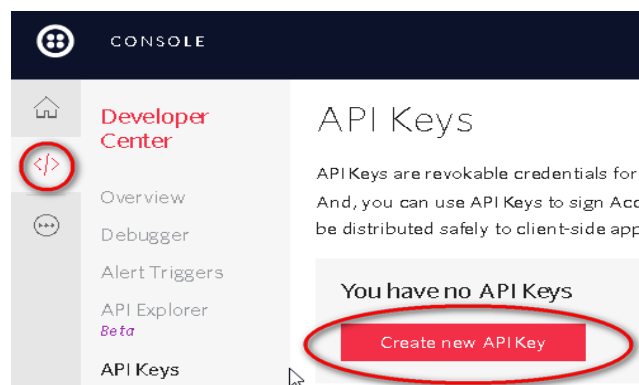 CONSOLE
Developer
Center
Overview
Debugger
Alert Triggers
API Explorer
Beta
API Keys
API Keys
API Keys are revokable credentials for
And, you can use API Keys to sign Acc
be distributed safely to client-side app
You have no API Keys
Create new API Key